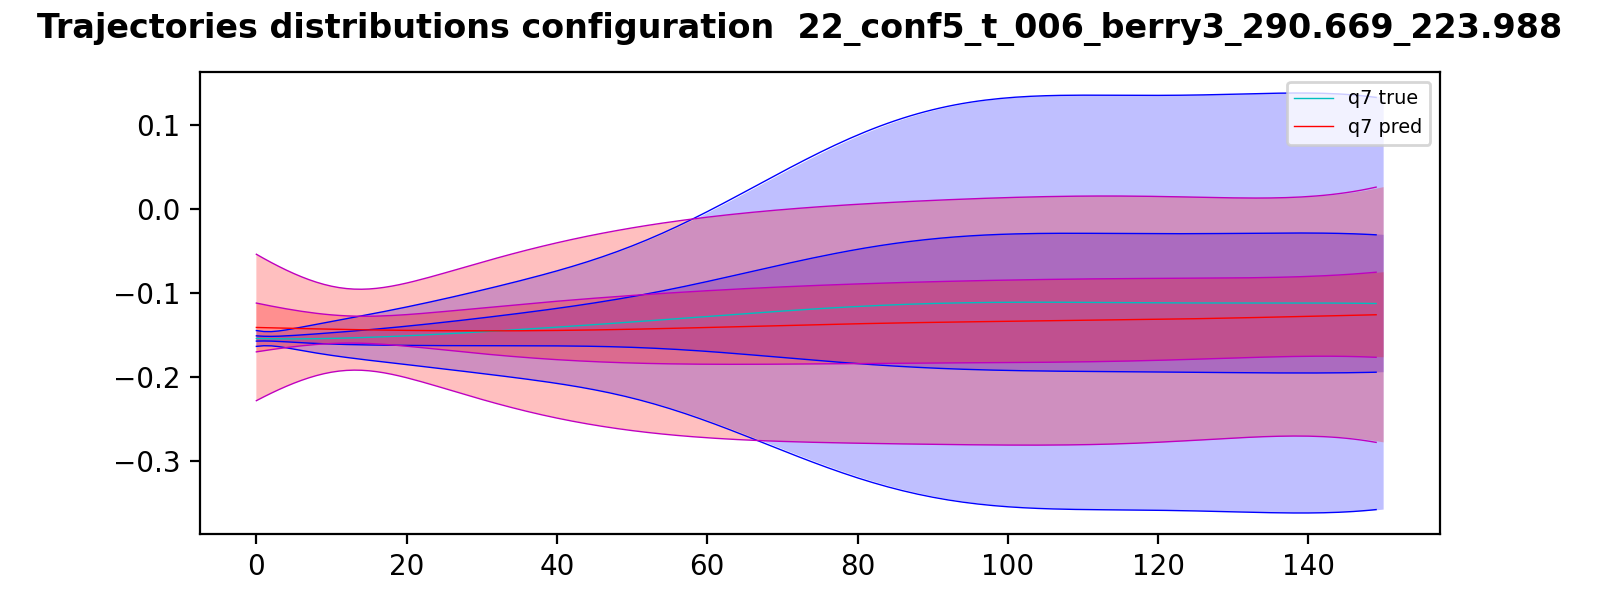 Trajectories distributions configuration  22_conf5_t_006_berry3_290.669_223.988
q7 true
q7 pred
0.1
0.0
−0.1
−0.2
−0.3
0 20 40 60 80 100 120 140